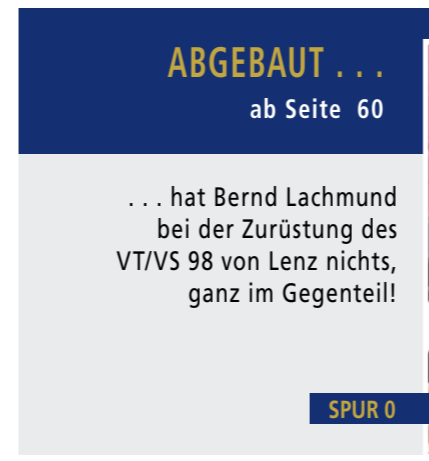 ABGEBAUT . . .
ab Seite 60
. . . hat Bernd Lachmund
bei der Zurüstung des
VT/VS 98 von Lenz nichts,
ganz im Gegenteil!
SPUR 0